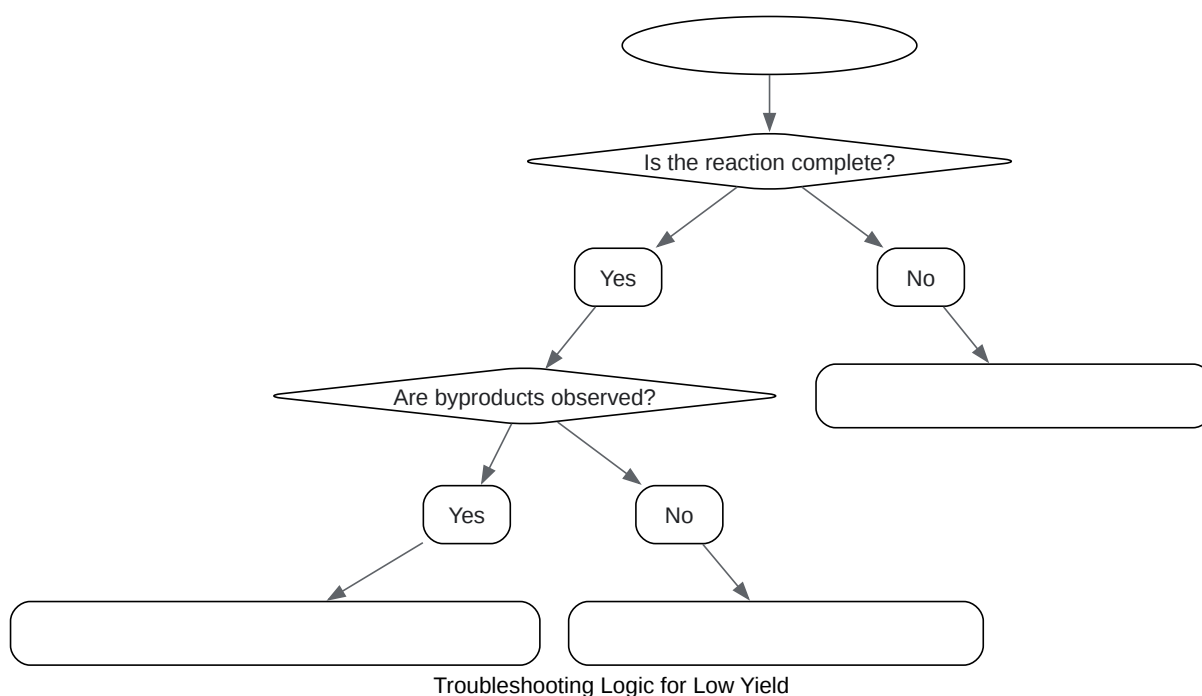 Is the reaction complete?
Yes
No
Are byproducts observed?
Yes
No
Troubleshooting Logic for Low Yield